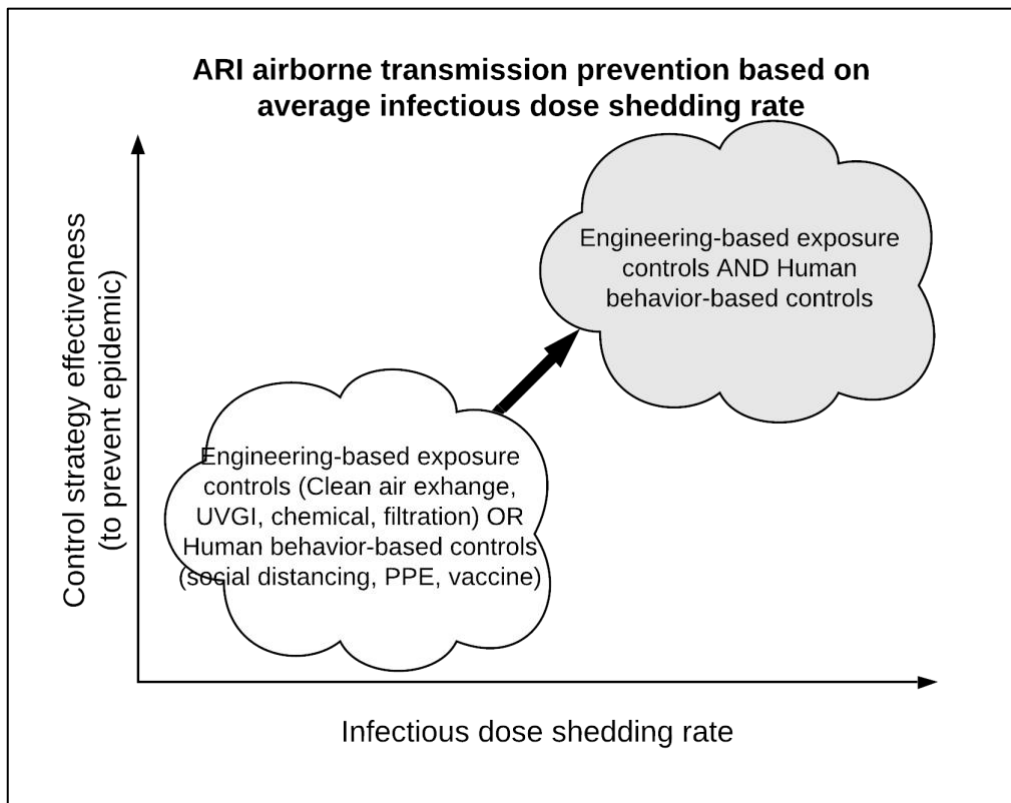 ARI airborne transmission prevention based on
average infectious dose shedding rate
Control strategy effectiveness
(to prevent epidemic)
Engineering-based exposure
controls AND Human
behavior-based controls
Engineering-based exposure
controls (Clean air exhange,
UVGI, chemical, filtration) OR
Human behavior-based controls
(social distancing, PPE, vaccine)
Infectious dose shedding rate